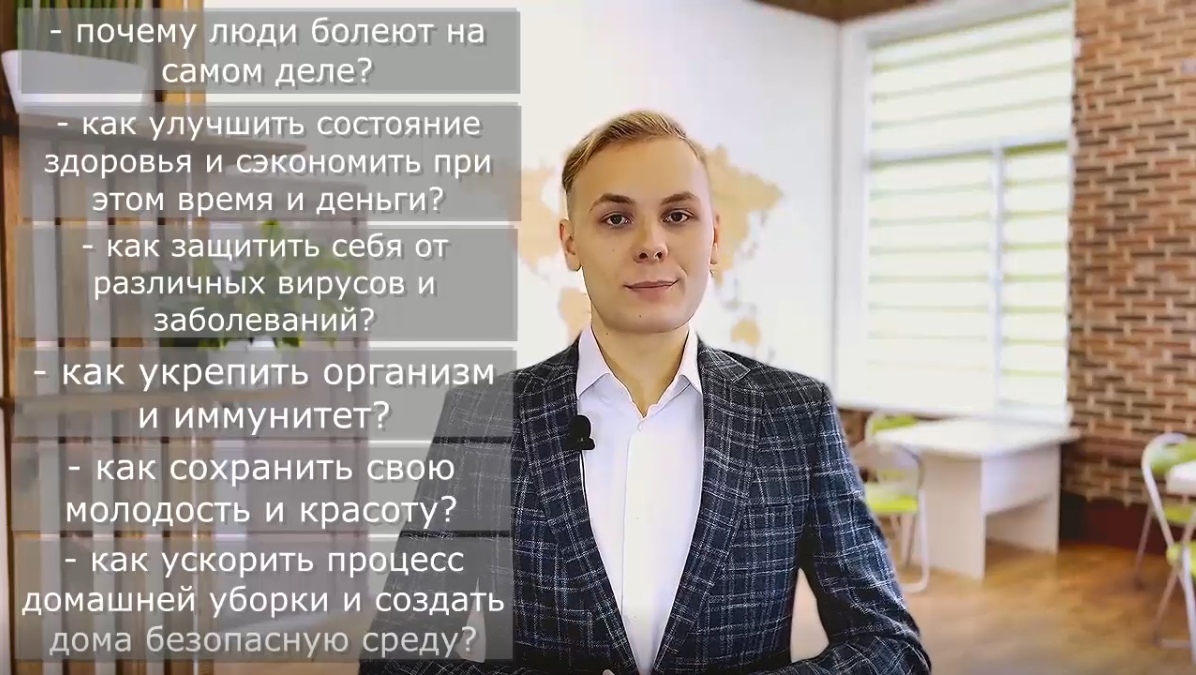 - почему люди болеют на
самом деле?
- как улучшить состояние
здоровья и сэкономить при
этом время и деньги?
- как защитить себя от
различных вирусов и
заболеваний?
- как укрепить организм
и иммунитет?
- как сохранить свою
молодость и красоту?
- как ускорить процесс
домашней уборки и создать
дома безопасную среду?